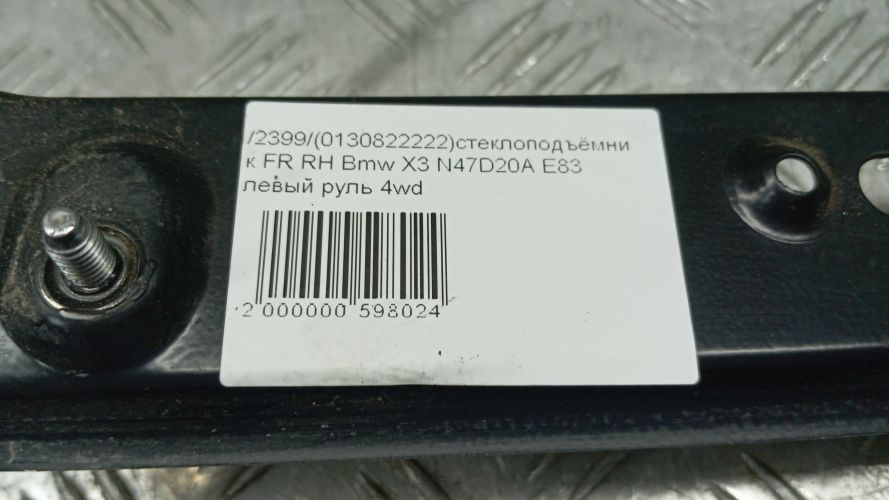 /2399/(0130822222)стеклоподъёмни
к FR RH Bmw X3 N47D20A E83
левый руль 4wd
2 000000 598024